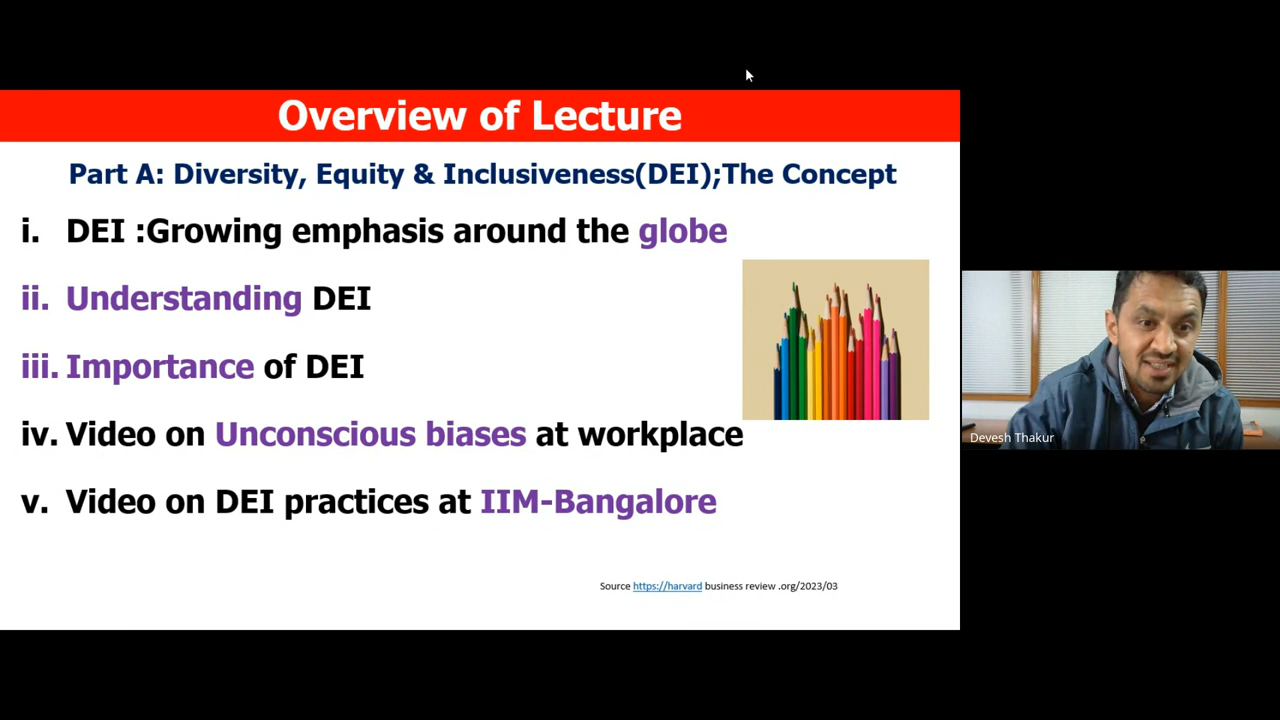 Overview of Lecture
Part A: Diversity, Equity & Inclusiveness(DEI);The Concept
i. DEI :Growing emphasis around the globe
ii. Understanding DEI
iii. Importance of DEI
iv. Video on Unconscious biases at workplace
v. Video on DEI practices at IIM-Bangalore
Source https://harvard business review .org/2023/03
Devesh Thakur